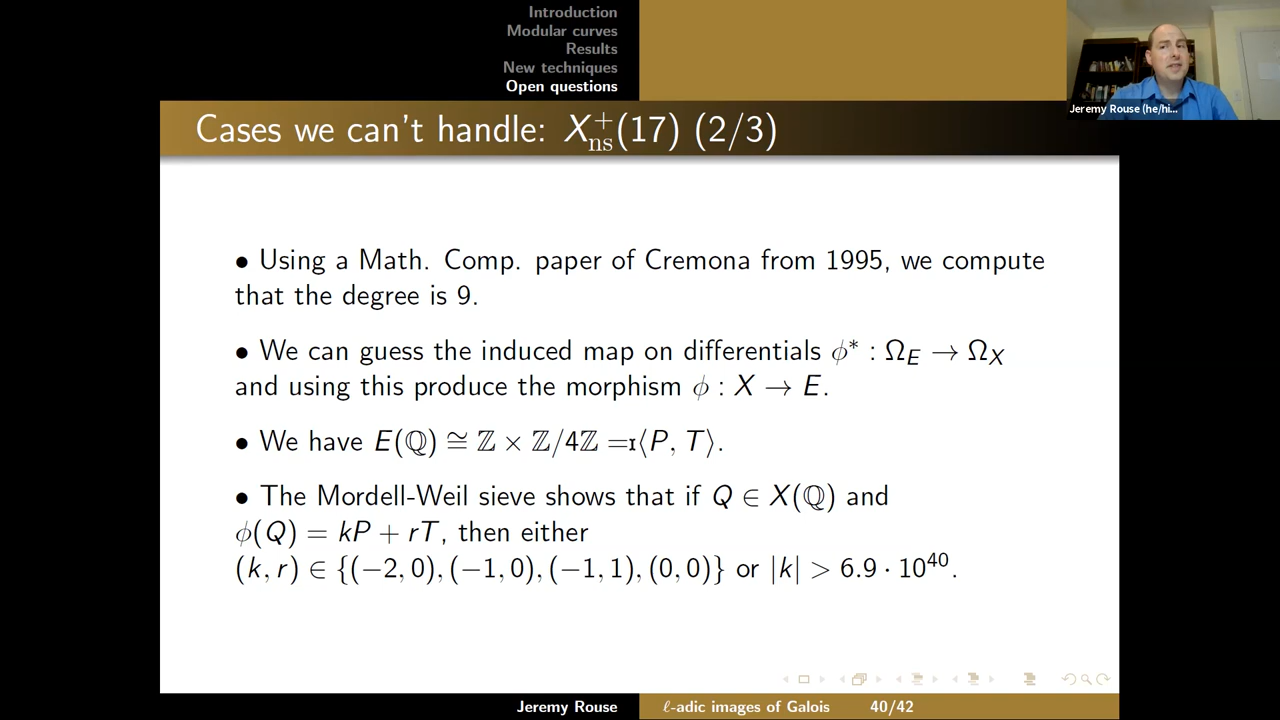 Introduction
Modular curves
Results
New techniques
Open questions
Jeremy Rouse (he/hi...
Cases we can't handle: X⁺ₙₛ(17) (2/3)
• Using a Math. Comp. paper of Cremona from 1995, we compute
that the degree is 9.
• We can guess the induced map on differentials ϕ* : Ω_E → Ω_X
and using this produce the morphism ϕ : X → E.
• We have E(ℚ) ≅ ℤ × ℤ/4ℤ = ⟨P, T⟩.
• The Mordell-Weil sieve shows that if Q ∈ X(ℚ) and
ϕ(Q) = kP + rT, then either
(k, r) ∈ {(−2, 0), (−1, 0), (−1, 1), (0, 0)} or |k| > 6.9 · 10⁴⁰.
Jeremy Rouse ℓ-adic images of Galois 40/42